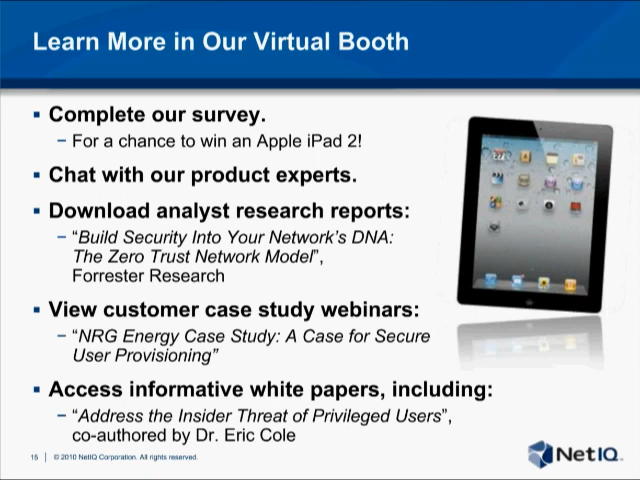 Learn More in Our Virtual Booth
▪ Complete our survey.
− For a chance to win an Apple iPad 2!
▪ Chat with our product experts.
▪ Download analyst research reports:
− “Build Security Into Your Network’s DNA:
The Zero Trust Network Model”,
Forrester Research
▪ View customer case study webinars:
− “NRG Energy Case Study: A Case for Secure
User Provisioning”
▪ Access informative white papers, including:
− “Address the Insider Threat of Privileged Users”,
co-authored by Dr. Eric Cole
15 | © 2010 NetIQ Corporation. All rights reserved.
NetIQ